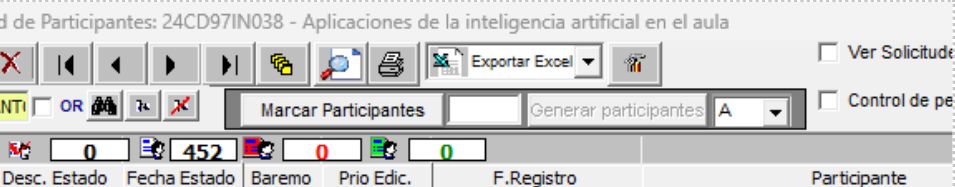 d de Participantes: 24CD97IN038 - Aplicaciones de la inteligencia artificial en el aula
Exportar Excel
Ver Solicitude
ANTI OR Marcar Participantes Generar participantes A Control de pe
0 452 0 0
Desc. Estado Fecha Estado Baremo Prio Edic. F.Registro Participante